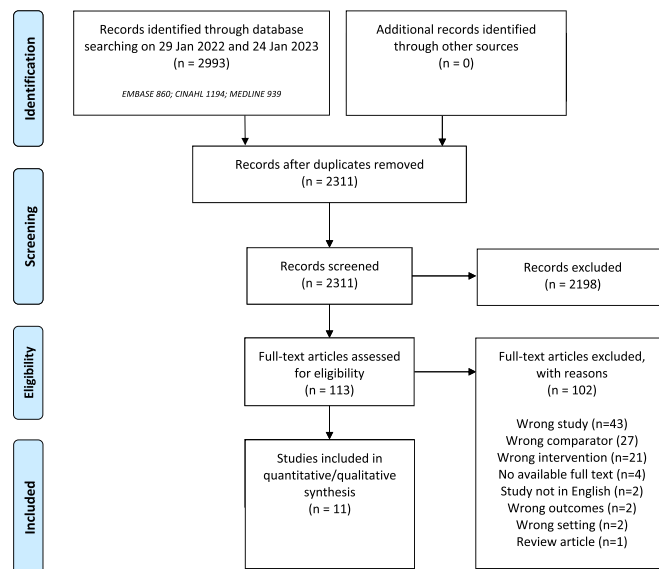 Identification
Records identified through database
searching on 29 Jan 2022 and 24 Jan 2023
(n = 2993)
EMBASE 860; CINAHL 1194; MEDLINE 939
Additional records identified
through other sources
(n = 0)
Records after duplicates removed
(n = 2311)
Screening
Records screened
(n = 2311)
Records excluded
(n = 2198)
Eligibility
Full-text articles assessed
for eligibility
(n = 113)
Full-text articles excluded,
with reasons
(n = 102)
Wrong study (n=43)
Wrong comparator (27)
Wrong intervention (n=21)
No available full text (n=4)
Study not in English (n=2)
Wrong outcomes (n=2)
Wrong setting (n=2)
Review article (n=1)
Included
Studies included in
quantitative/qualitative
synthesis
(n = 11)